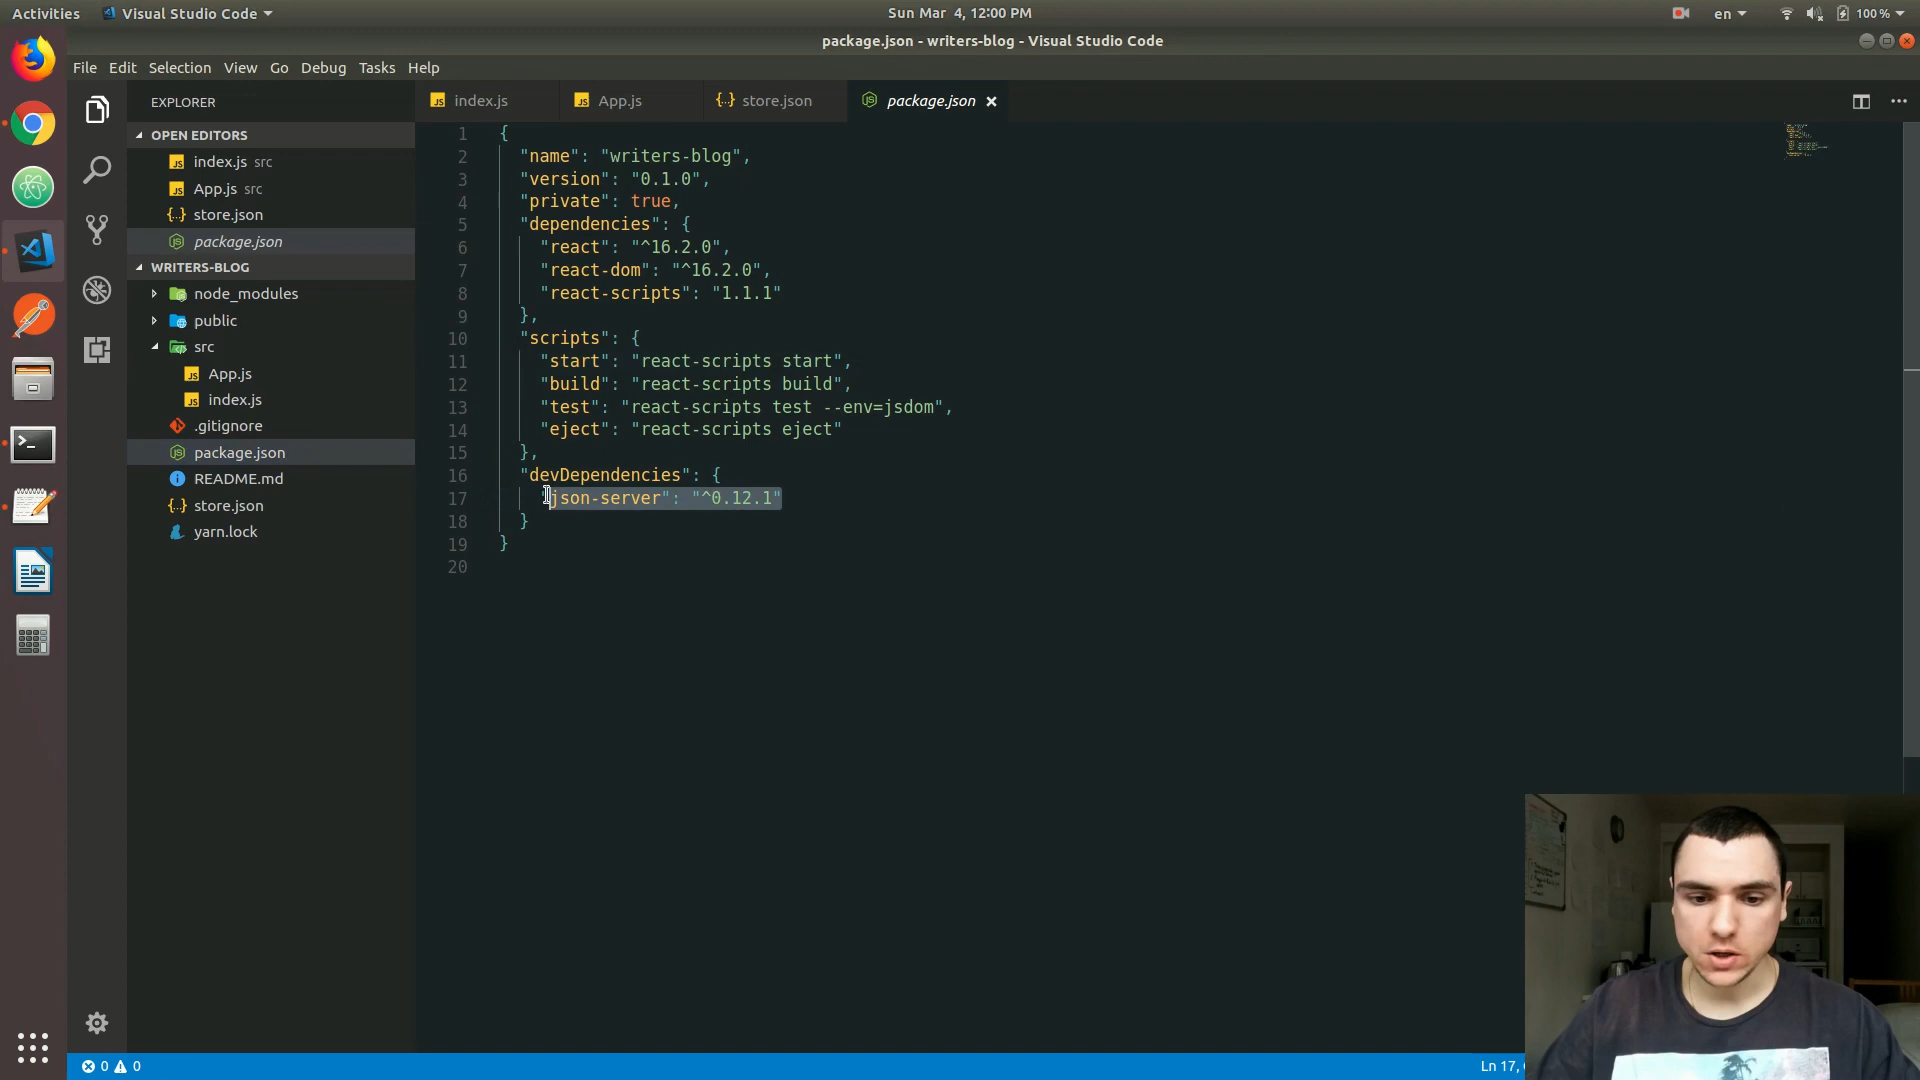 Activities
Visual Studio Code
Sun Mar 4, 12:00 PM
en
100 %
package.json - writers-blog - Visual Studio Code
File Edit Selection View Go Debug Tasks Help
EXPLORER
OPEN EDITORS
index.js src
App.js src
store.json
package.json
WRITERS-BLOG
node_modules
public
src
App.js
index.js
.gitignore
package.json
README.md
store.json
yarn.lock
index.js
App.js
store.json
package.json
1 {
2 "name": "writers-blog",
3 "version": "0.1.0",
4 "private": true,
5 "dependencies": {
6 "react": "^16.2.0",
7 "react-dom": "^16.2.0",
8 "react-scripts": "1.1.1"
9 },
10 "scripts": {
11 "start": "react-scripts start",
12 "build": "react-scripts build",
13 "test": "react-scripts test --env=jsdom",
14 "eject": "react-scripts eject"
15 },
16 "devDependencies": {
17 "json-server": "^0.12.1"
18 }
19 }
20
0 0
Ln 17,